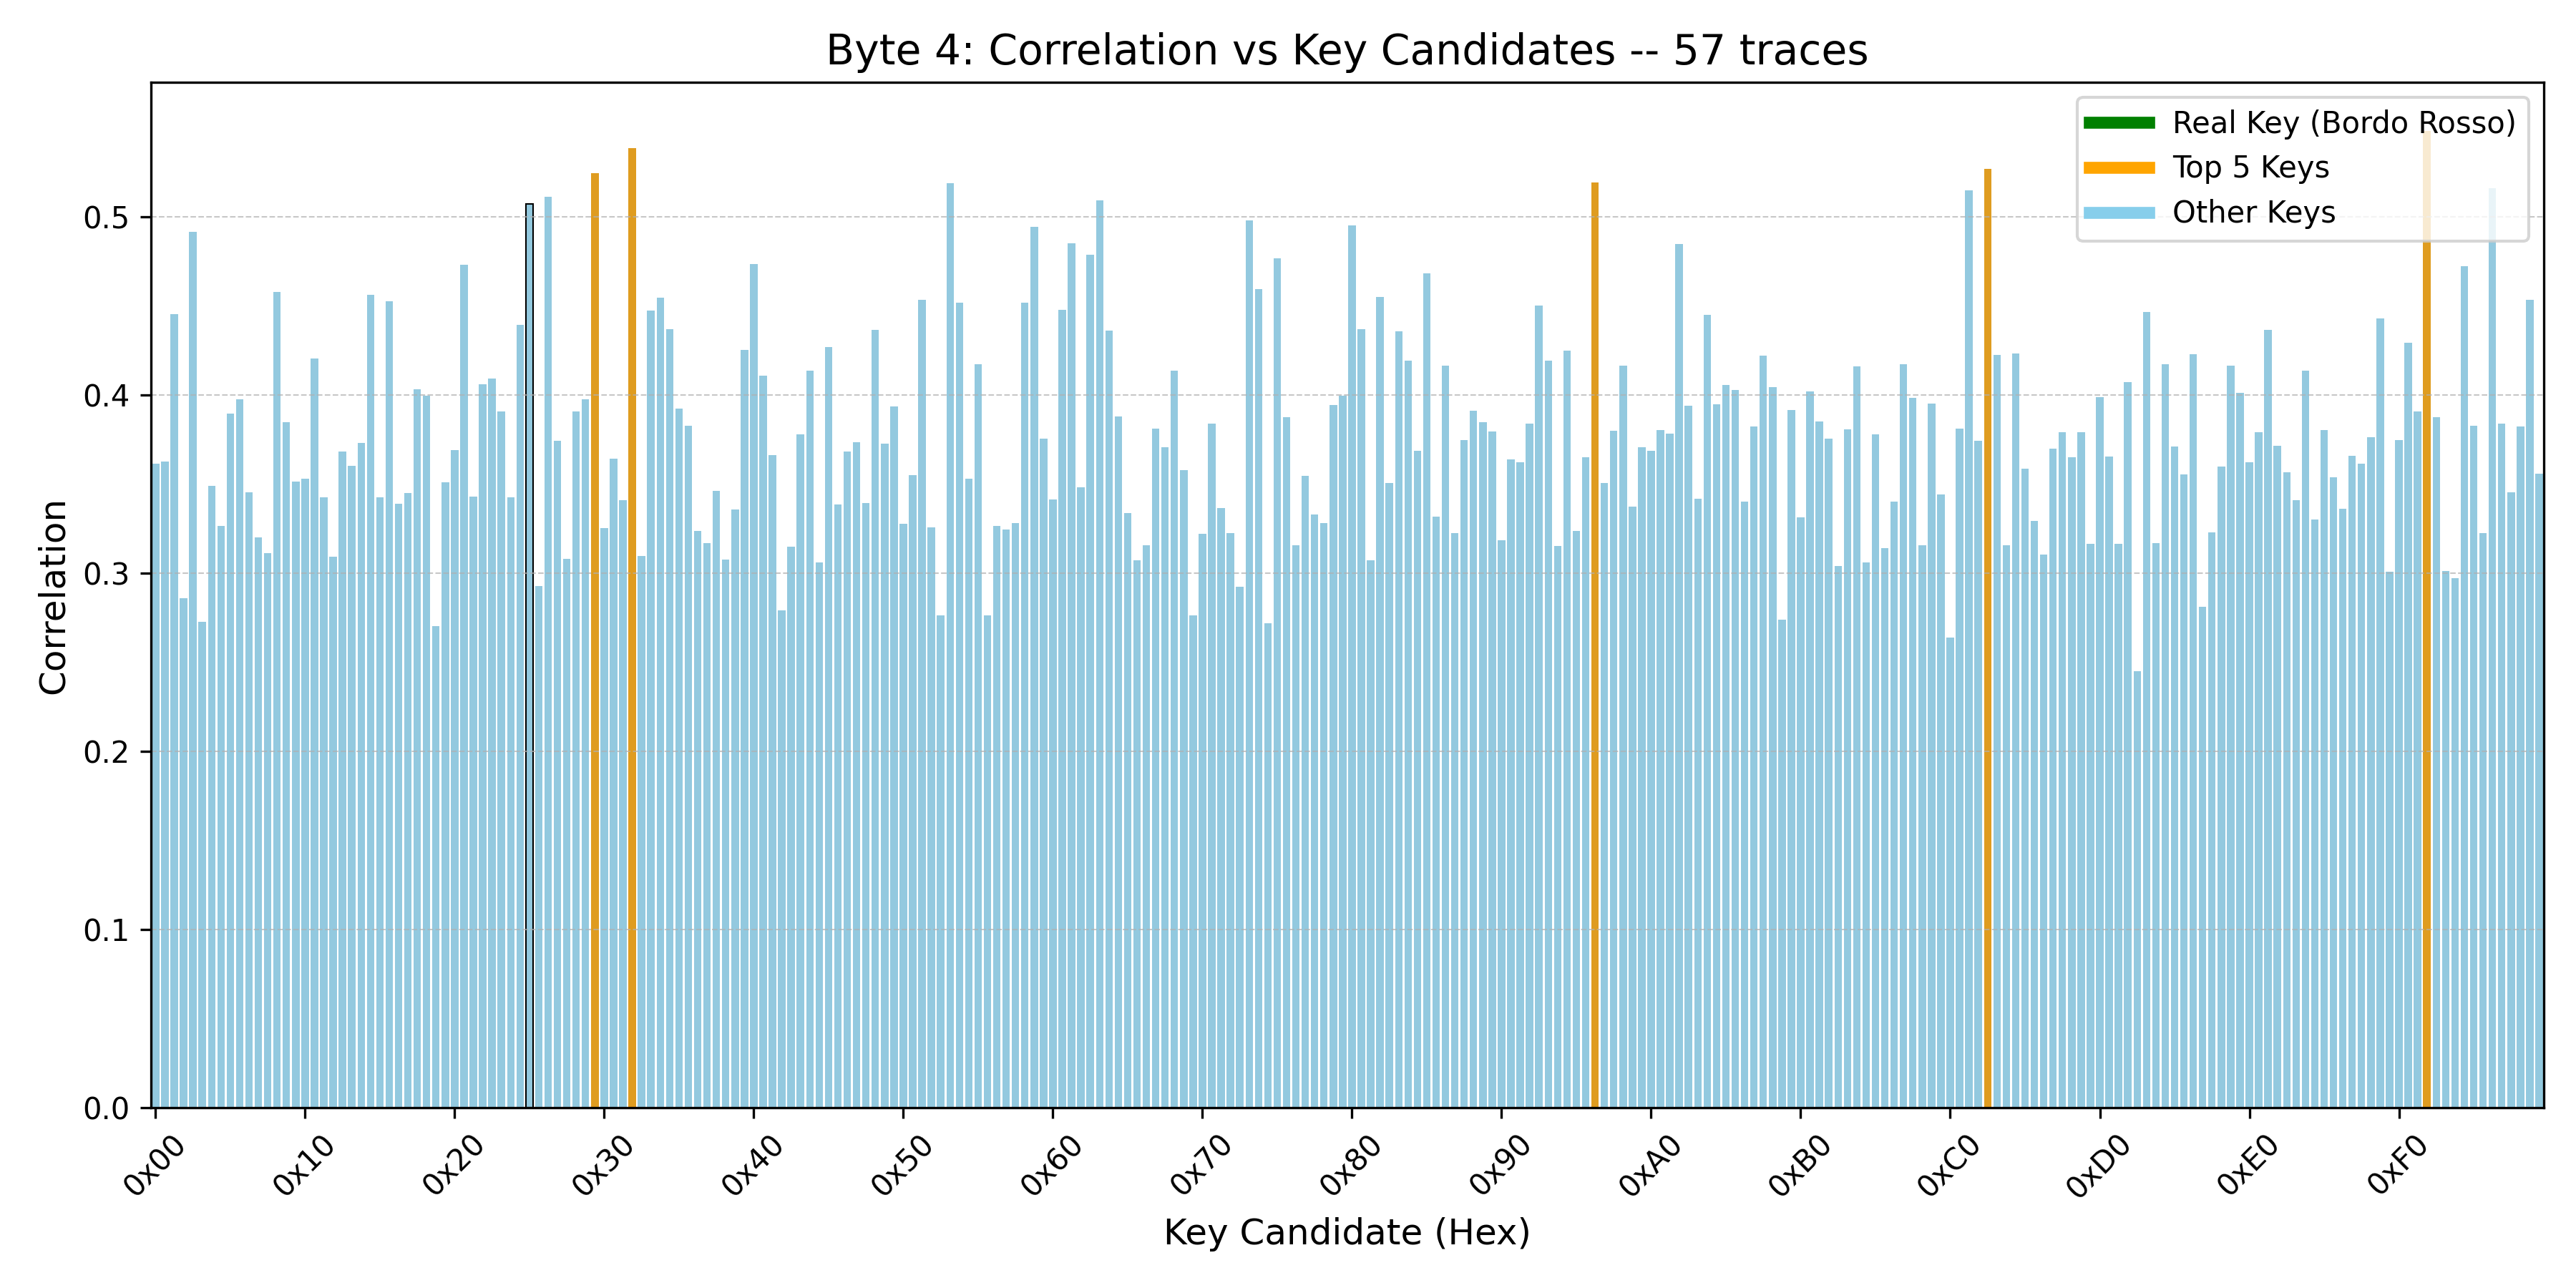 Byte 4: Correlation vs Key Candidates -- 57 traces
Real Key (Bordo Rosso)
Top 5 Keys
Other Keys
Correlation
0.5
0.4
0.3
0.2
0.1
0.0
0x00 0x10 0x20 0x30 0x40 0x50 0x60 0x70 0x80 0x90 0xA0 0xB0 0xC0 0xD0 0xE0 0xF0
Key Candidate (Hex)